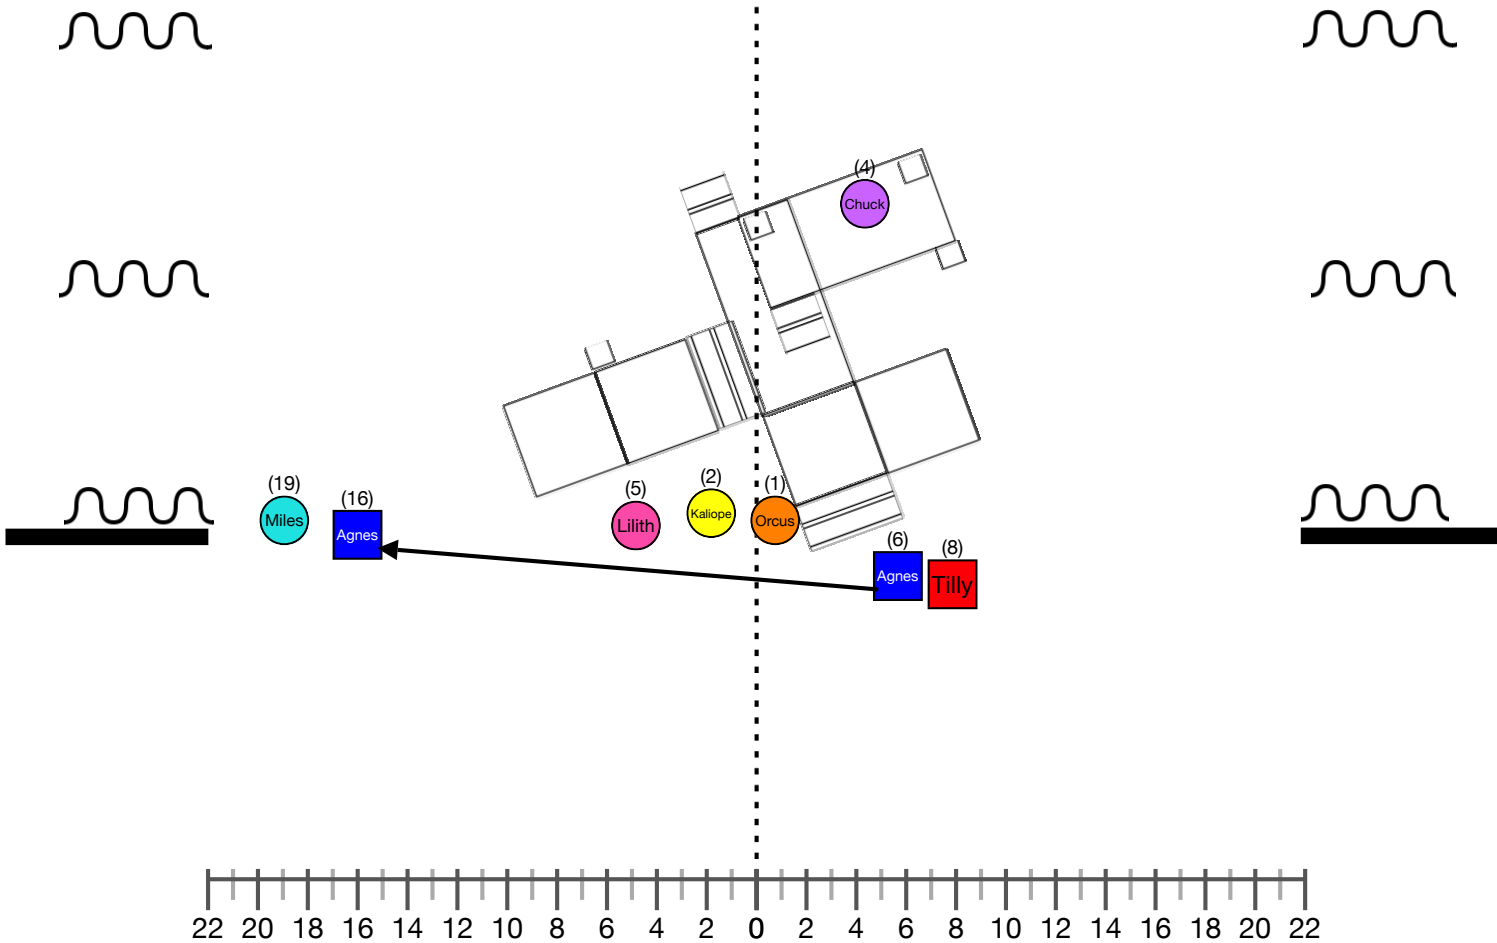 (4)
Chuck
(19)
Miles
(16)
Agnes
(5)
Lilith
(2)
Kaliope
(1)
Orcus
(6)
Agnes
(8)
Tilly
22 20 18 16 14 12 10 8 6 4 2 0 2 4 6 8 10 12 14 16 18 20 22